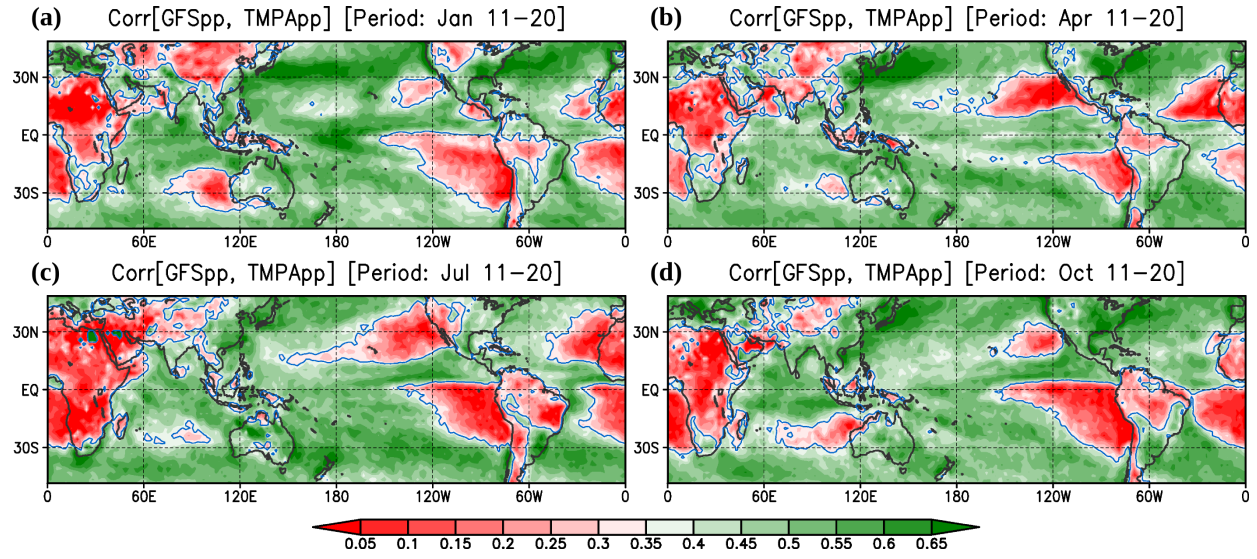 (a) Corr[GFSpp, TMPApp] [Period: Jan 11-20]
(b) Corr[GFSpp, TMPApp] [Period: Apr 11-20]
30N
EQ
30S
0 60E 120E 180 120W 60W 0
30N
EQ
30S
0 60E 120E 180 120W 60W 0
(c) Corr[GFSpp, TMPApp] [Period: Jul 11-20]
(d) Corr[GFSpp, TMPApp] [Period: Oct 11-20]
30N
EQ
30S
0 60E 120E 180 120W 60W 0
30N
EQ
30S
0 60E 120E 180 120W 60W 0
0.05 0.1 0.15 0.2 0.25 0.3 0.35 0.4 0.45 0.5 0.55 0.6 0.65